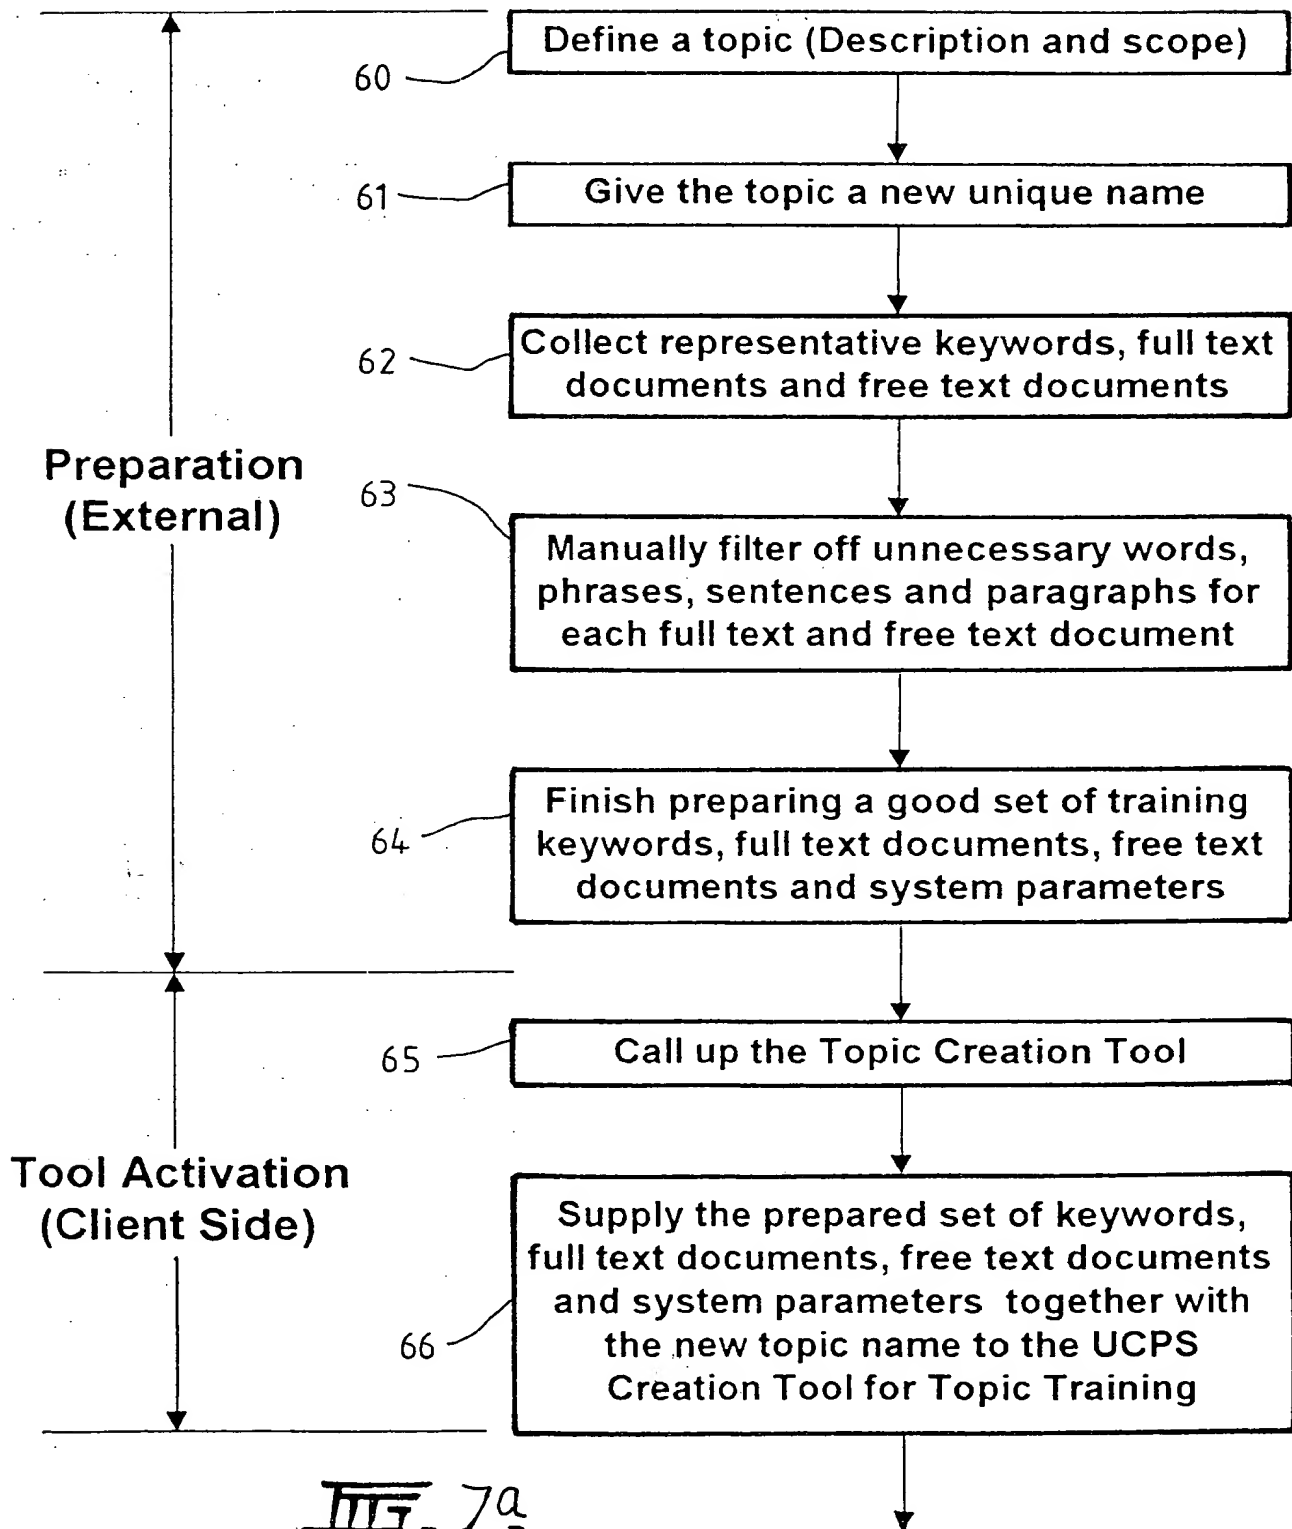 Define a topic (Description and scope)
60
Give the topic a new unique name
61
Collect representative keywords, full text
documents and free text documents
62
Preparation
(External)
63
Manually filter off unnecessary words,
phrases, sentences and paragraphs for
each full text and free text document
Finish preparing a good set of training
keywords, full text documents, free text
documents and system parameters
64
Call up the Topic Creation Tool
65
Tool Activation
(Client Side)
Supply the prepared set of keywords,
full text documents, free text documents
and system parameters together with
the new topic name to the UCPS
Creation Tool for Topic Training
66
FIG. 7a